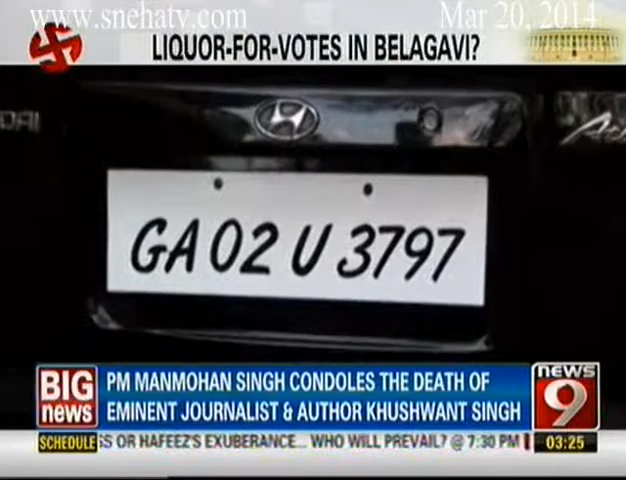 www.snehatv.com
Mar 20, 2014
LIQUOR-FOR-VOTES IN BELAGAVI?
GA 02 U 3797
BIG news
PM MANMOHAN SINGH CONDOLES THE DEATH OF
EMINENT JOURNALIST & AUTHOR KHUSHWANT SINGH
NEWS 9
SCHEDULE
OR HAFEEZ'S EXUBERANCE... WHO WILL PREVAIL? @ 7:30 PM
03:25